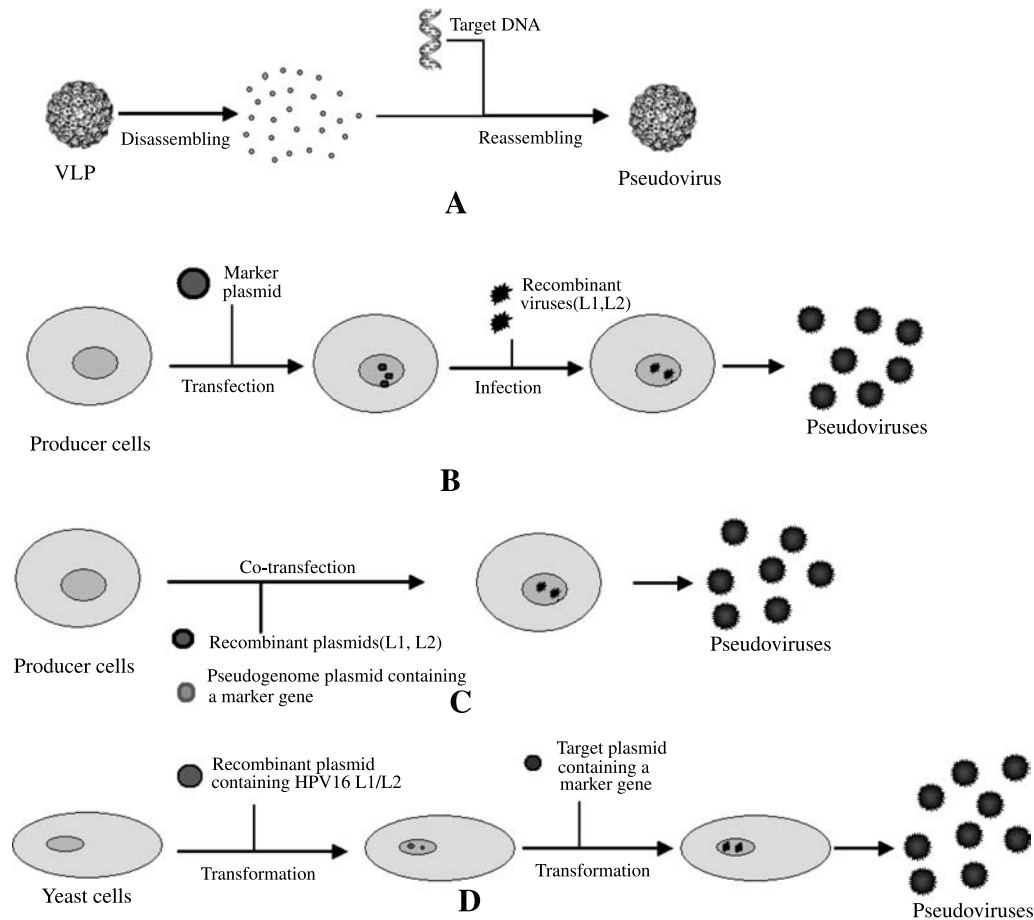 Target DNA
Disassembling
Reassembling
VLP
Pseudovirus
A
Marker
plasmid
Recombinant
viruses(L1,L2)
Transfection
Infection
Producer cells
Pseudoviruses
B
Co-transfection
Recombinant plasmids(L1, L2)
Producer cells
Pseudogenome plasmid containing
a marker gene
Pseudoviruses
C
Recombinant plasmid
containing HPV16 L1/L2
Target plasmid
containing a
marker gene
Transformation
Transformation
Yeast cells
Pseudoviruses
D